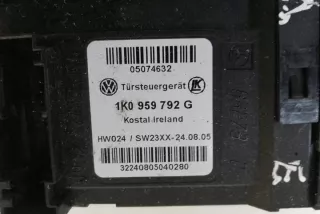 05074632
Türsteuergerät
1K0 959 792 G
Kostal ireland
HW024 / SW23XX-24.08.05
32240805040280